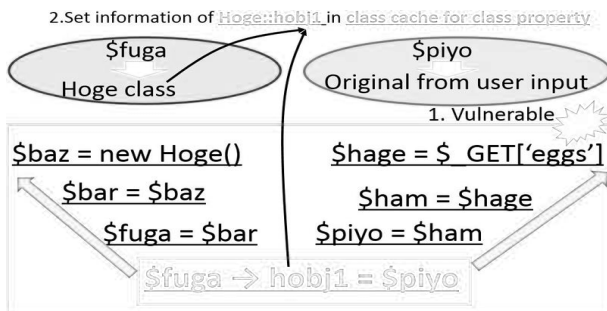 2.Set information of Hoge::hobj1 in class cache for class property
$fuga
Hoge class
$piyo
Original from user input
1. Vulnerable
$baz = new Hoge()
$bar = $baz
$fuga = $bar
$hage = $_GET[‘eggs’]
$ham = $hage
$piyo = $ham
$fuga → hobj1 = $piyo